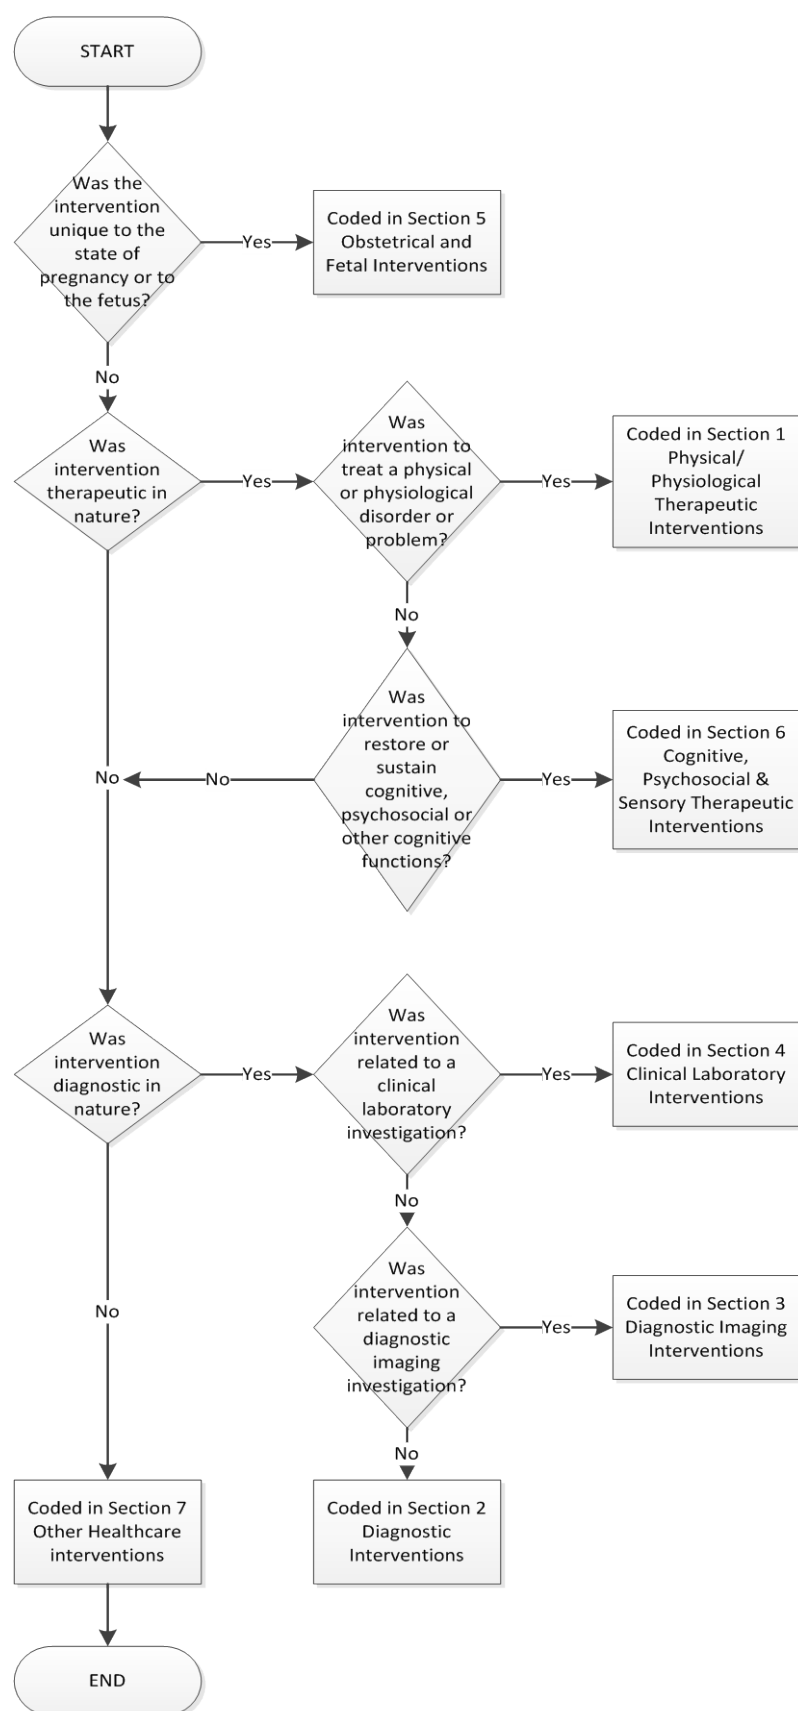 START
Was the
intervention
unique to the
state of
pregnancy or to
the fetus?
Yes
Coded in Section 5
Obstetrical and
Fetal Interventions
No
Was
intervention
therapeutic in
nature?
Yes
Was
intervention to
treat a physical
or physiological
disorder or
problem?
Yes
Coded in Section 1
Physical/
Physiological
Therapeutic
Interventions
No
Was
intervention to
restore or
sustain
cognitive,
psychosocial or
other cognitive
functions?
Yes
Coded in Section 6
Cognitive,
Psychosocial &
Sensory Therapeutic
Interventions
No
No
Was
intervention
diagnostic in
nature?
Yes
Was
intervention
related to a
clinical
laboratory
investigation?
Yes
Coded in Section 4
Clinical Laboratory
Interventions
No
Was
intervention
related to a
diagnostic
imaging
investigation?
Yes
Coded in Section 3
Diagnostic Imaging
Interventions
No
No
Coded in Section 7
Other Healthcare
interventions
Coded in Section 2
Diagnostic
Interventions
END